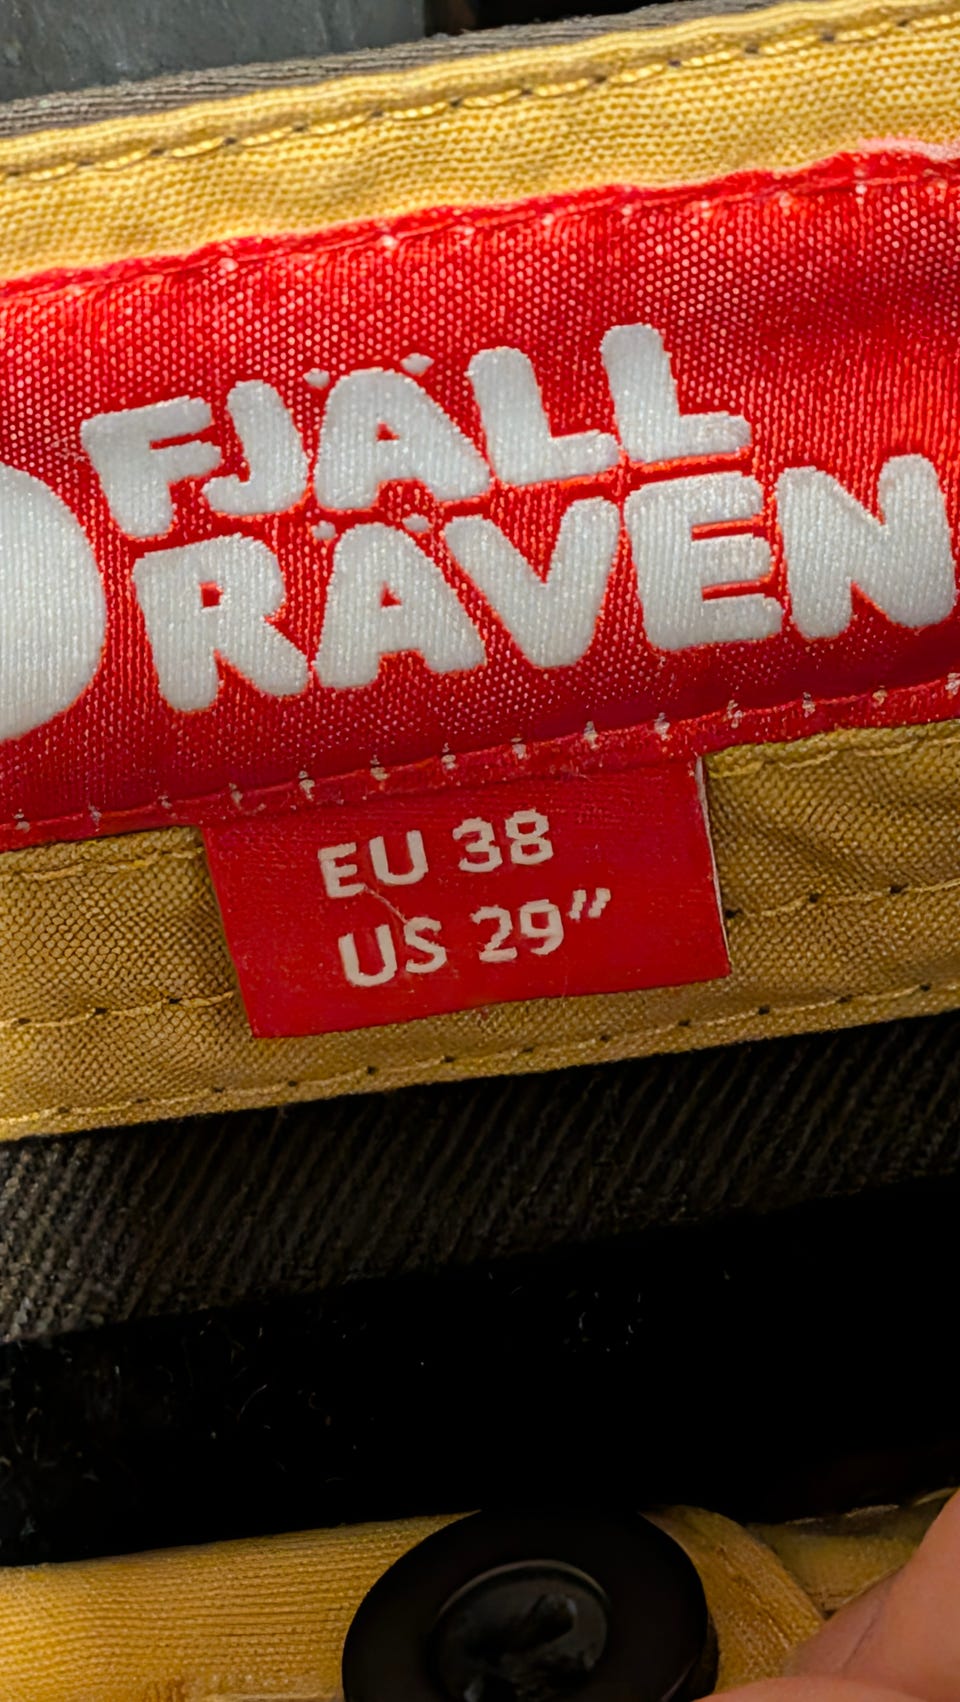 FJÄLL
RÄVEN
EU 38
US 29"